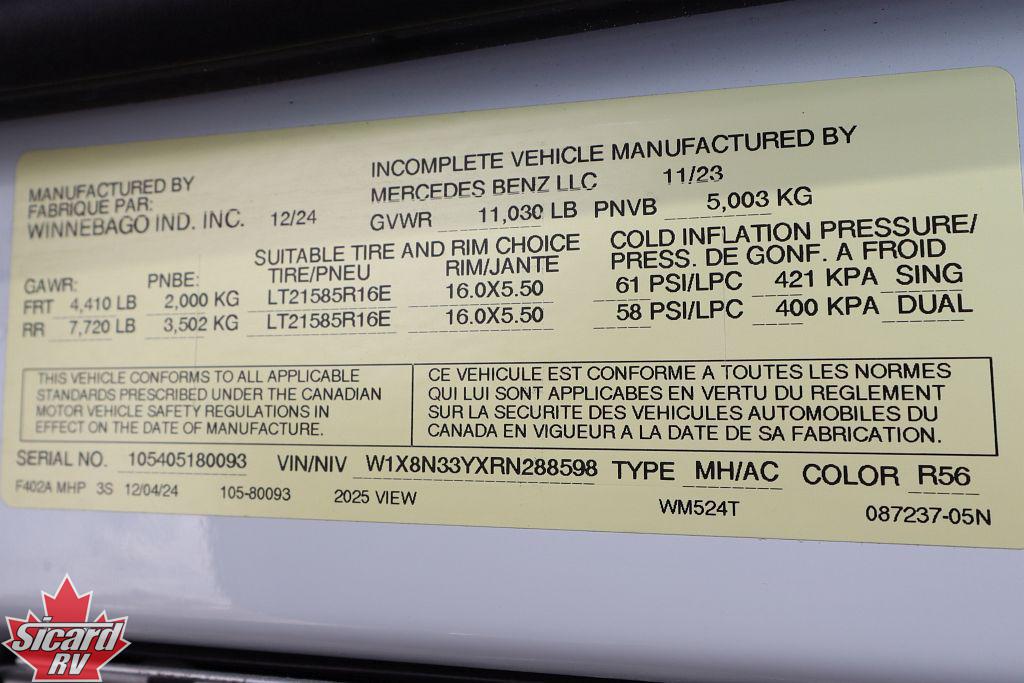 INCOMPLETE VEHICLE MANUFACTURED BY
MANUFACTURED BY
MERCEDES BENZ LLC 11/23
FABRIQUE PAR:
WINNEBAGO IND. INC. 12/24
GVWR 11,030 LB PNVB 5,003 KG
SUITABLE TIRE AND RIM CHOICE
COLD INFLATION PRESSURE/
GAWR: PNBE: TIRE/PNEU RIM/JANTE PRESS. DE GONF. A FROID
FRT 4,410 LB 2,000 KG LT21585R16E 16.0X5.50 61 PSI/LPC 421 KPA SING
RR 7,720 LB 3,502 KG LT21585R16E 16.0X5.50 58 PSI/LPC 400 KPA DUAL
THIS VEHICLE CONFORMS TO ALL APPLICABLE
STANDARDS PRESCRIBED UNDER THE CANADIAN
MOTOR VEHICLE SAFETY REGULATIONS IN
EFFECT ON THE DATE OF MANUFACTURE.
CE VEHICULE EST CONFORME A TOUTES LES NORMES
QUI LUI SONT APPLICABES EN VERTU DU REGLEMENT
SUR LA SECURITE DES VEHICULES AUTOMOBILES DU
CANADA EN VIGUEUR A LA DATE DE SA FABRICATION.
SERIAL NO. 105405180093 VIN/NIV W1X8N33YXRN288598 TYPE MH/AC COLOR R56
F402A MHP 3S 12/04/24 105-80093 2025 VIEW WM524T 087237-05N
Sicard
RV